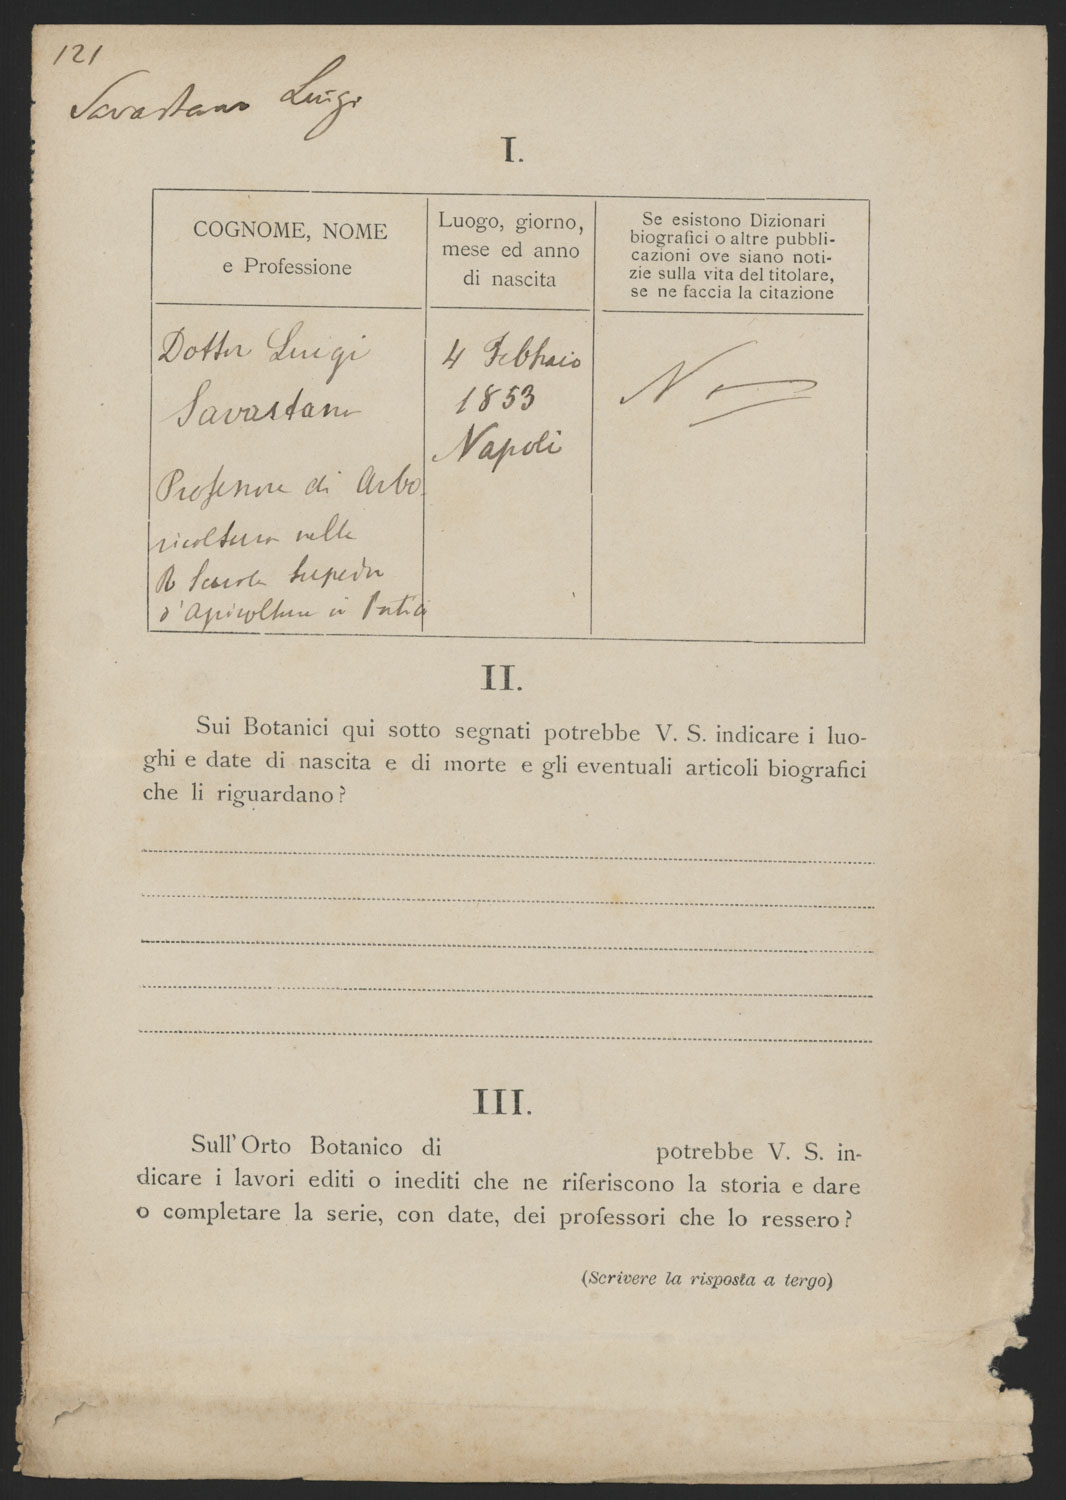 121
Savastano Luigi
I.
COGNOME, NOME
e Professione
Luogo, giorno,
mese ed anno
di nascita
Se esistono Dizionari
biografici o altre pubbli-
cazioni ove siano noti-
zie sulla vita del titolare,
se ne faccia la citazione
Dottor Luigi
Savastano
Professore di Arbo
ricoltura nella
R Scuola Superior
d'Agricoltura in Portici
4 Febbraio
1853
Napoli
No
II.
Sui Botanici qui sotto segnati potrebbe V. S. indicare i luo-
ghi e date di nascita e di morte e gli eventuali articoli biografici
che li riguardano?
III.
Sull'Orto Botanico di potrebbe V. S. in-
dicare i lavori editi o inediti che ne riferiscono la storia e dare
o completare la serie, con date, dei professori che lo ressero?
(Scrivere la risposta a tergo)